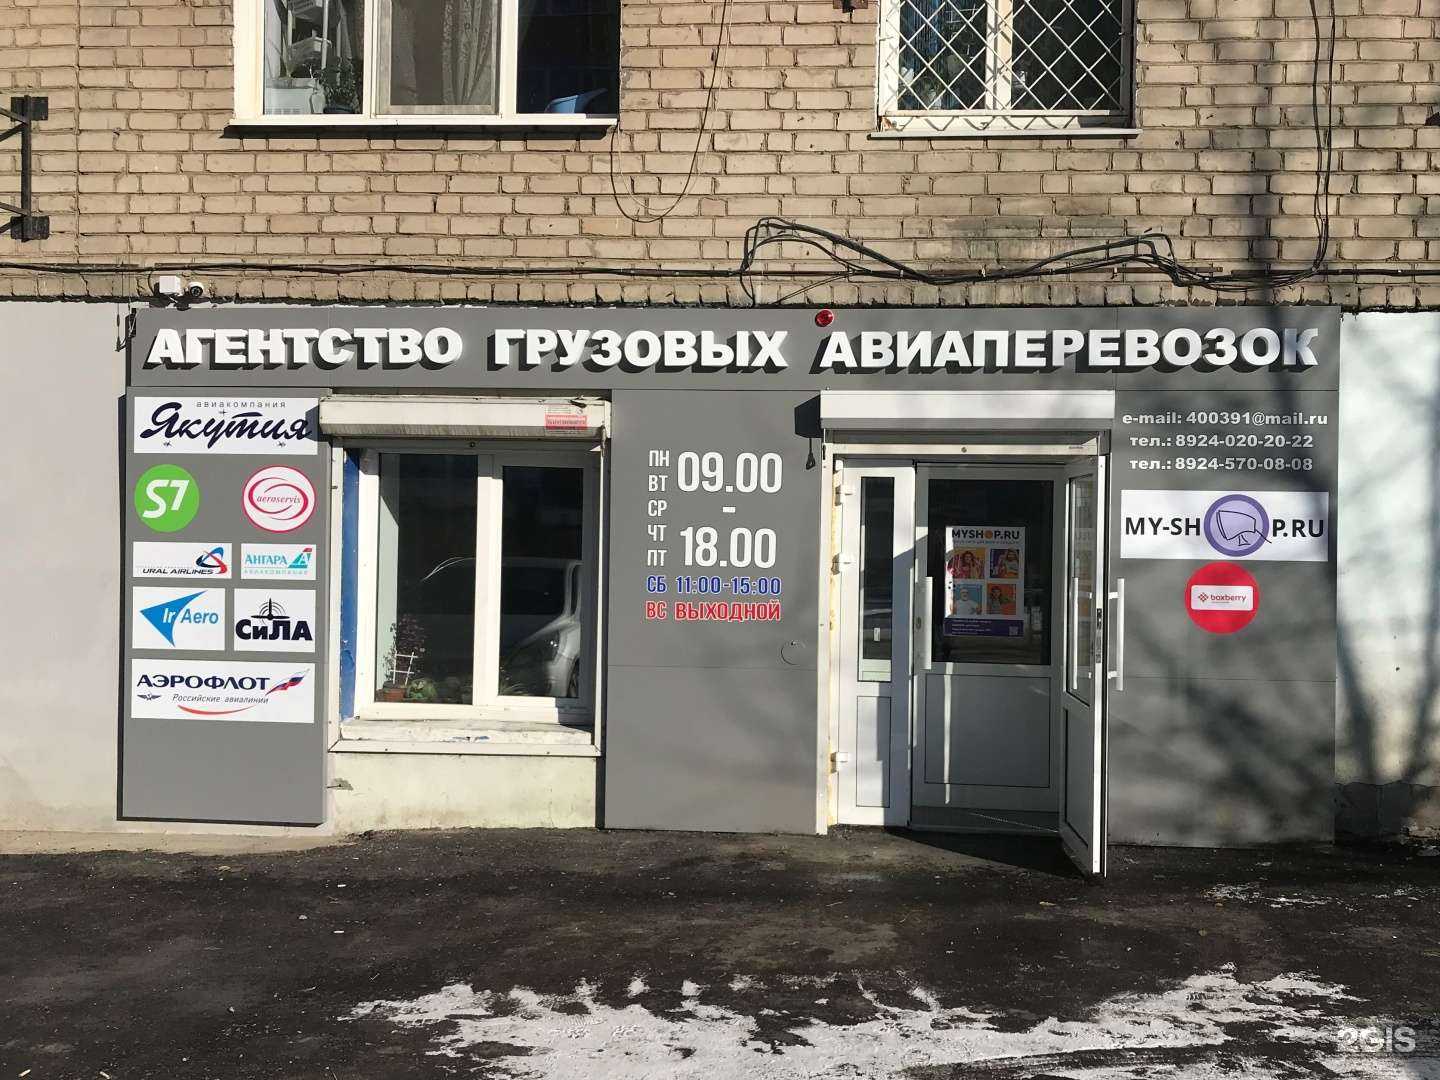 АГЕНТСТВО ГРУЗОВЫХ АВИАПЕРЕВОЗОК
авиакомпания
Якутия
S7
aeroservis
URAL AIRLINES
АНГАРА
АВИАКОМПАНИЯ
IrAero
СиЛА
АЭРОФЛОТ
Российские авиалинии
ПН
ВТ
СР
ЧТ
ПТ
09.00
-
18.00
СБ 11:00-15:00
ВС ВЫХОДНОЙ
MYSHOP.RU
e-mail: 400391@mail.ru
тел.: 8924-020-20-22
тел.: 8924-570-08-08
MY-SHOP.RU
boxberry
2GIS